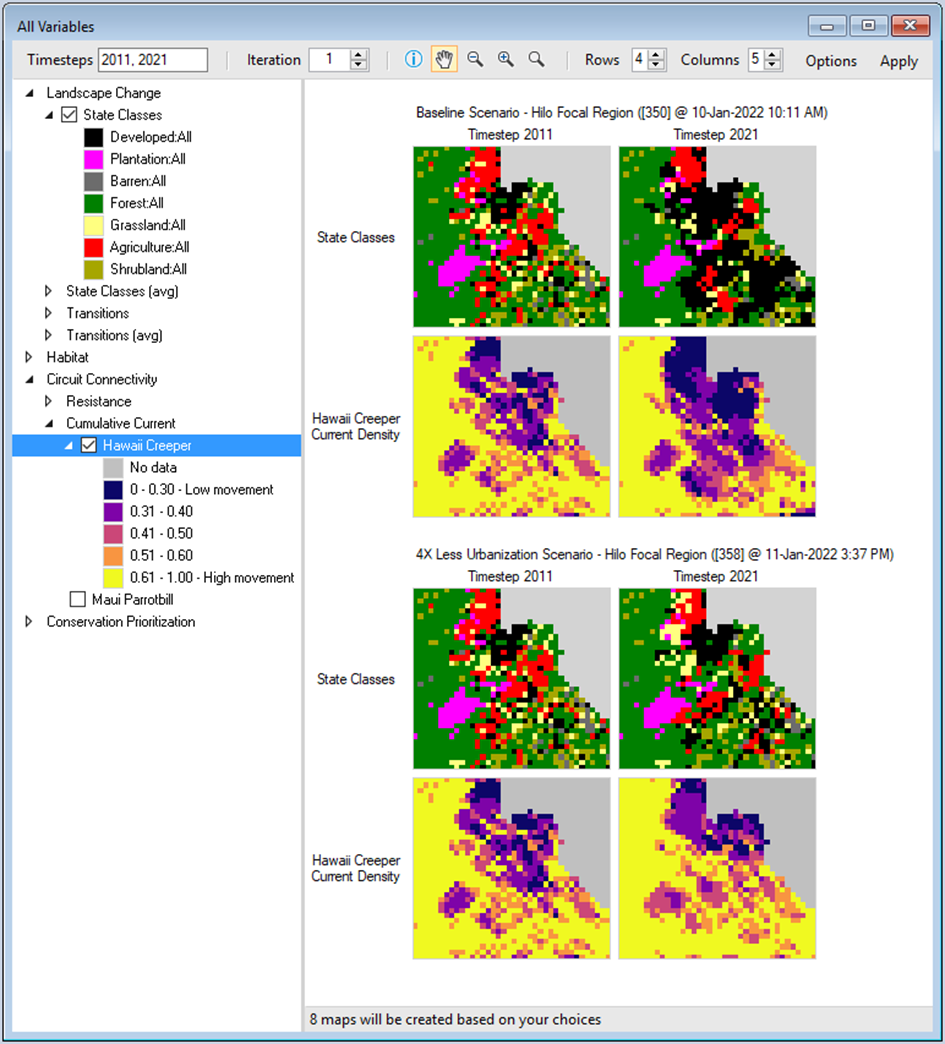 All Variables
Timesteps 2011, 2021 Iteration 1 Rows 4 Columns 5 Options Apply
Landscape Change
State Classes
Developed:All
Plantation:All
Barren:All
Forest:All
Grassland:All
Agriculture:All
Shrubland:All
State Classes (avg)
Transitions
Transitions (avg)
Habitat
Circuit Connectivity
Resistance
Cumulative Current
Hawaii Creeper
No data
0 - 0.30 - Low movement
0.31 - 0.40
0.41 - 0.50
0.51 - 0.60
0.61 - 1.00 - High movement
Maui Parrotbill
Conservation Prioritization
Baseline Scenario - Hilo Focal Region ([350] @ 10-Jan-2022 10:11 AM)
Timestep 2011 Timestep 2021
State Classes
Hawaii Creeper
Current Density
4X Less Urbanization Scenario - Hilo Focal Region ([358] @ 11-Jan-2022 3:37 PM)
Timestep 2011 Timestep 2021
State Classes
Hawaii Creeper
Current Density
8 maps will be created based on your choices